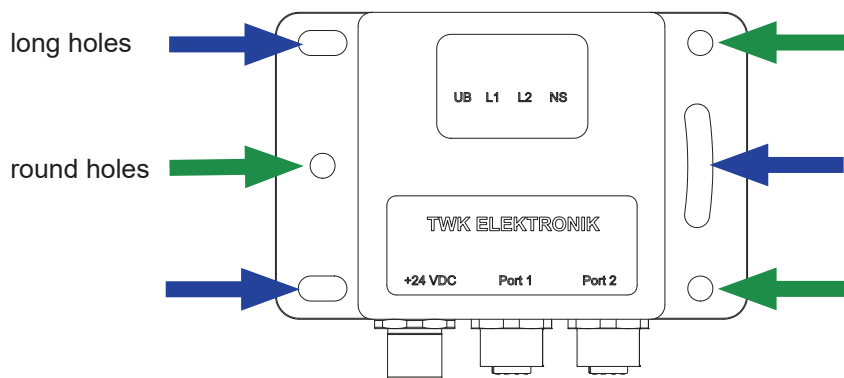 long holes
UB L1 L2 NS
round holes
TWK ELEKTRONIK
+24 VDC Port 1 Port 2